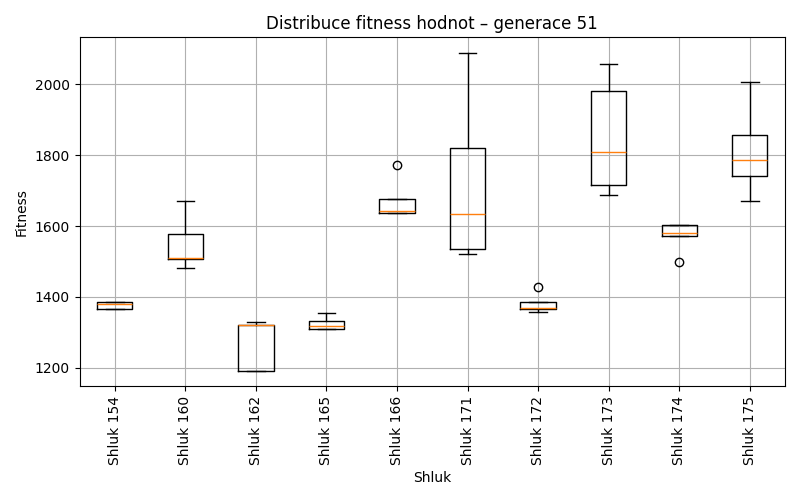 Distribuce fitness hodnot – generace 51
Fitness
2000
1800
1600
1400
1200
Shluk 154
Shluk 160
Shluk 162
Shluk 165
Shluk 166
Shluk 171
Shluk 172
Shluk 173
Shluk 174
Shluk 175
Shluk